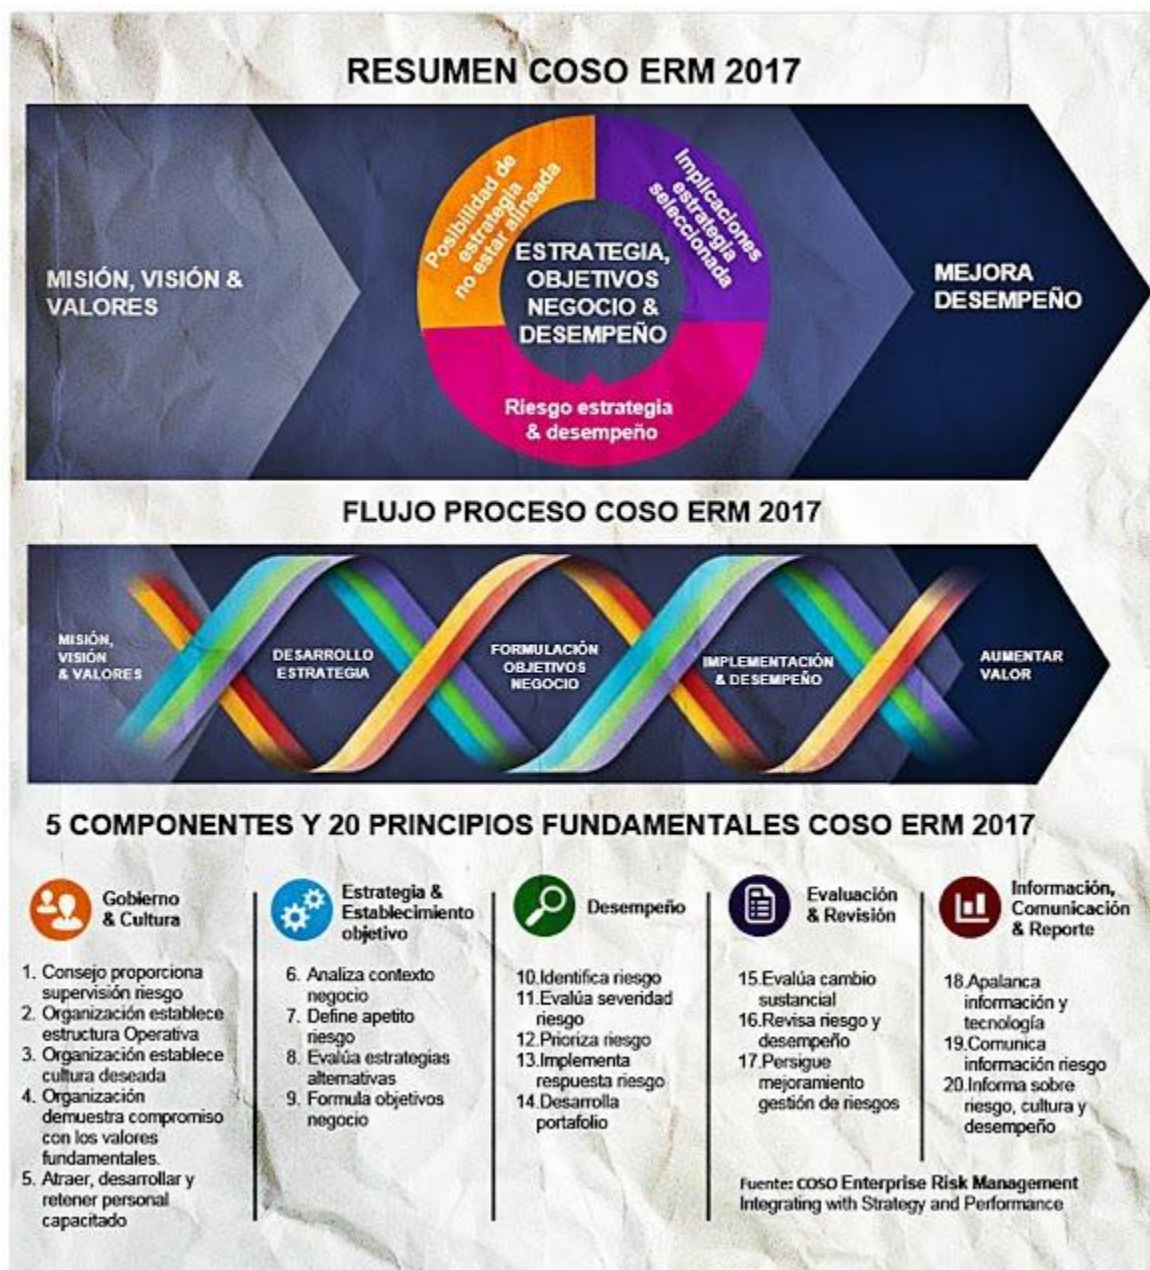 RESUMEN COSO ERM 2017
MISIÓN, VISIÓN &
VALORES
Posibilidad de
estrategia
no estar alineada
Implicaciones
estrategia
seleccionada
ESTRATEGIA,
OBJETIVOS
NEGOCIO &
DESEMPEÑO
Riesgo estrategia
& desempeño
MEJORA
DESEMPEÑO
FLUJO PROCESO COSO ERM 2017
MISIÓN,
VISIÓN
& VALORES
DESARROLLO
ESTRATEGIA
FORMULACIÓN
OBJETIVOS
NEGOCIO
IMPLEMENTACIÓN
& DESEMPEÑO
AUMENTAR
VALOR
5 COMPONENTES Y 20 PRINCIPIOS FUNDAMENTALES COSO ERM 2017
Gobierno
& Cultura
1. Consejo proporciona
supervisión riesgo
2. Organización establece
estructura Operativa
3. Organización establece
cultura deseada
4. Organización
demuestra compromiso
con los valores
fundamentales.
5. Atraer, desarrollar y
retener personal
capacitado
Estrategia &
Establecimiento
objetivo
6. Analiza contexto
negocio
7. Define apetito
riesgo
8. Evalúa estrategias
alternativas
9. Formula objetivos
negocio
Desempeño
10.Identifica riesgo
11.Evalúa severidad
riesgo
12.Prioriza riesgo
13.Implementa
respuesta riesgo
14.Desarrolla
portafolio
Evaluación
& Revisión
15.Evalúa cambio
sustancial
16.Revisa riesgo y
desempeño
17.Persigue
mejoramiento
gestión de riesgos
Información,
Comunicación
& Reporte
18.Apalanca
información y
tecnología
19.Comunica
información riesgo
20.Informa sobre
riesgo, cultura y
desempeño
Fuente: COSO Enterprise Risk Management
Integrating with Strategy and Performance